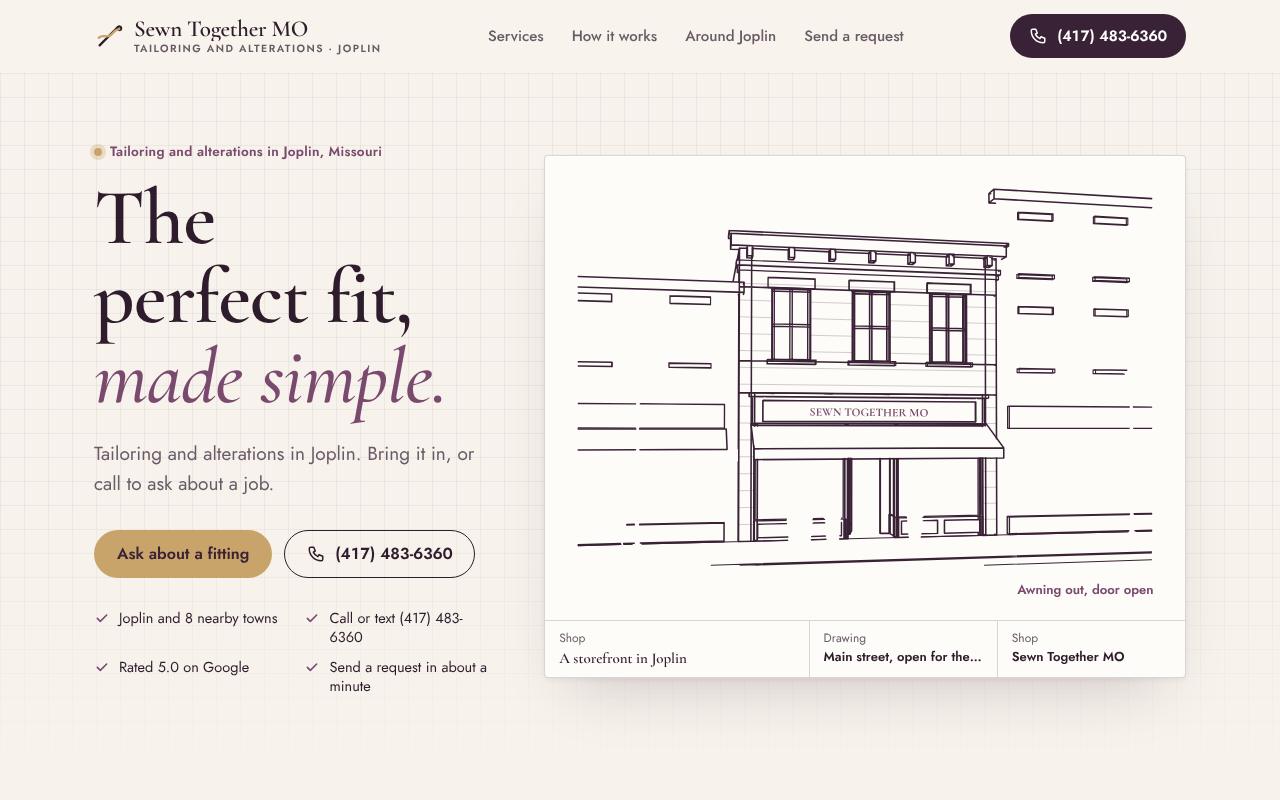 Sewn Together MO
TAILORING AND ALTERATIONS · JOPLIN
Services
How it works
Around Joplin
Send a request
(417) 483-6360
Tailoring and alterations in Joplin, Missouri
The
perfect fit,
made simple.
Tailoring and alterations in Joplin. Bring it in, or
call to ask about a job.
Ask about a fitting
(417) 483-6360
Joplin and 8 nearby towns
Call or text (417) 483-
6360
Rated 5.0 on Google
Send a request in about a
minute
SEWN TOGETHER MO
Awning out, door open
Shop
A storefront in Joplin
Drawing
Main street, open for the...
Shop
Sewn Together MO